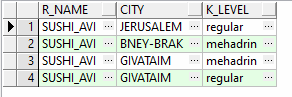 R_NAME CITY K_LEVEL
1 SUSHI_AVI ... JERUSALEM ... regular ...
2 SUSHI_AVI ... BNEY-BRAK ... mehadrin ...
3 SUSHI_AVI ... GIVATAIM ... mehadrin ...
4 SUSHI_AVI ... GIVATAIM ... regular ...